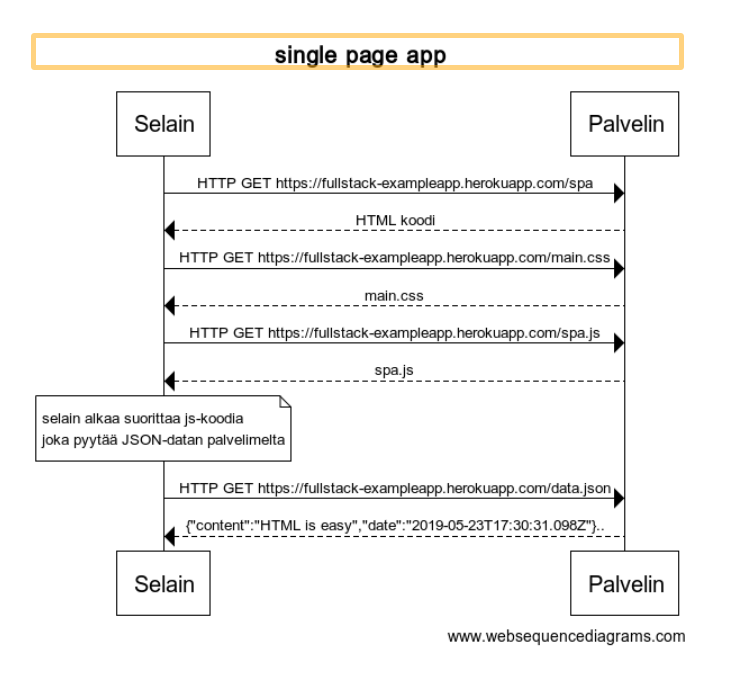 single page app
Selain
Palvelin
HTTP GET https://fullstack-exampleapp.herokuapp.com/spa
HTML koodi
HTTP GET https://fullstack-exampleapp.herokuapp.com/main.css
main.css
HTTP GET https://fullstack-exampleapp.herokuapp.com/spa.js
spa.js
selain alkaa suorittaa js-koodia
joka pyytää JSON-datan palvelimelta
HTTP GET https://fullstack-exampleapp.herokuapp.com/data.json
{"content":"HTML is easy","date":"2019-05-23T17:30:31.098Z"}..
Selain
Palvelin
www.websequencediagrams.com